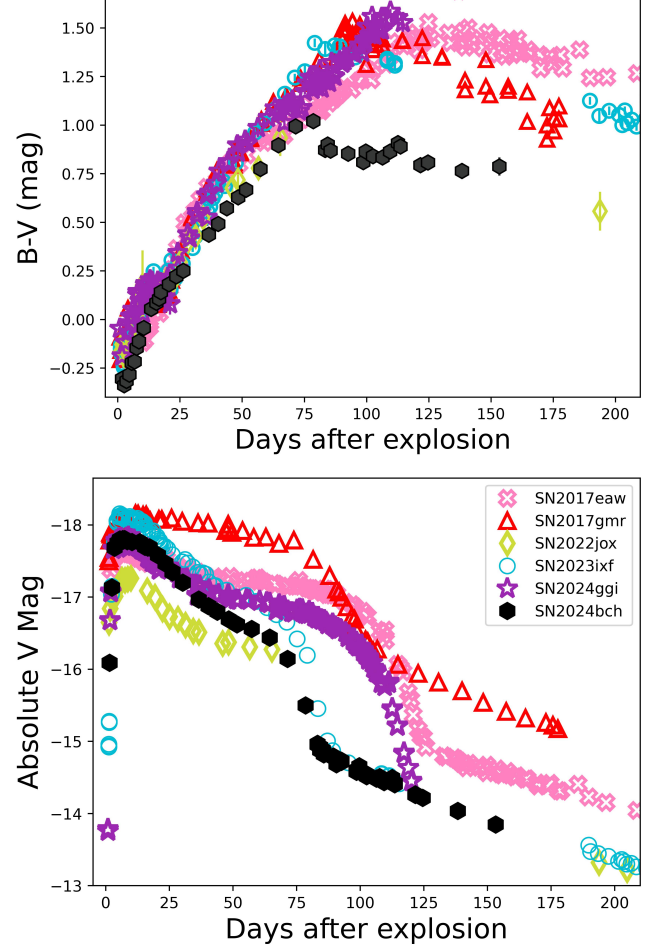 1.50
1.25
1.00
0.75
0.50
0.25
0.00
−0.25
B-V (mag)
0 25 50 75 100 125 150 175 200
Days after explosion
−18
−17
−16
−15
−14
−13
Absolute V Mag
SN2017eaw
SN2017gmr
SN2022jox
SN2023ixf
SN2024ggi
SN2024bch
0 25 50 75 100 125 150 175 200
Days after explosion